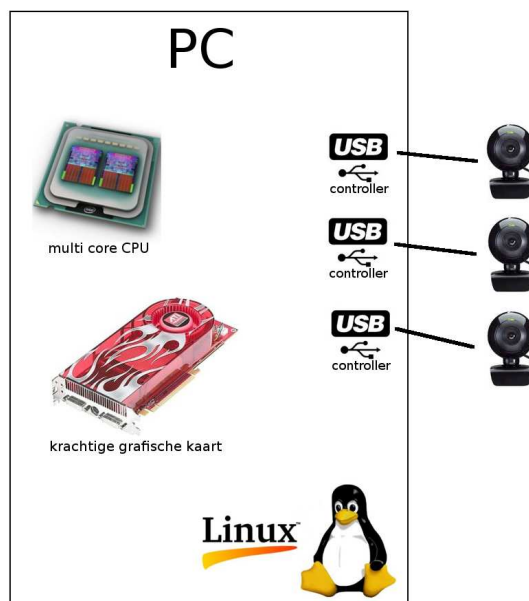 PC
USB
controller
multi core CPU
USB
controller
USB
controller
krachtige grafische kaart
Linux